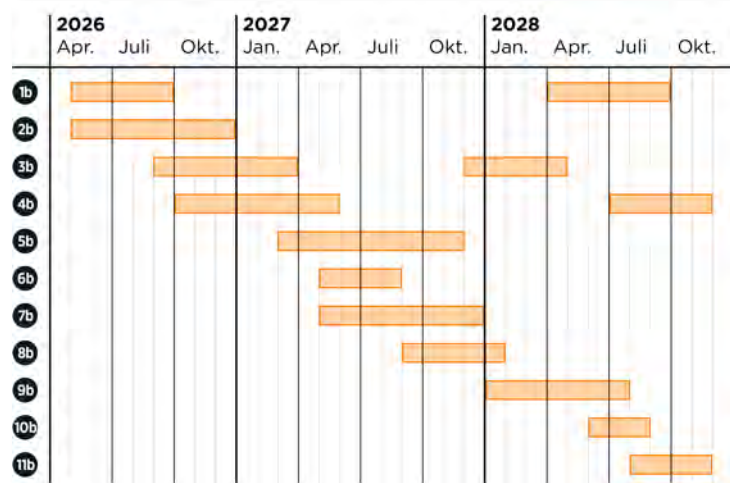 2026 2027 2028
Apr. Juli Okt. Jan. Apr. Juli Okt. Jan. Apr. Juli Okt.
1b
2b
3b
4b
5b
6b
7b
8b
9b
10b
11b